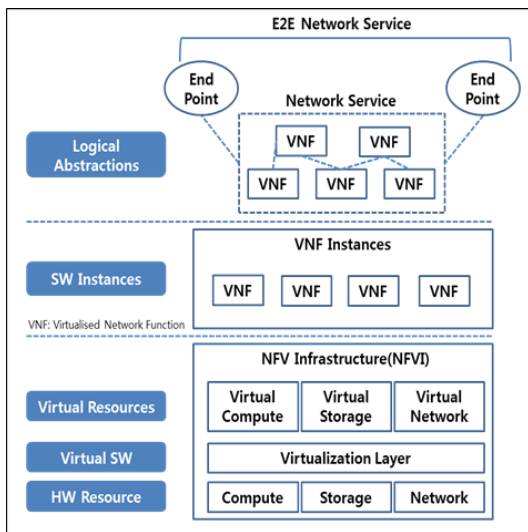 E2E Network Service
End
Point
End
Point
Network Service
Logical
Abstractions
VNF
VNF
VNF
VNF
VNF
VNF Instances
SW Instances
VNF
VNF
VNF
VNF
VNF: Virtualised Network Function
NFV Infrastructure(NFVI)
Virtual Resources
Virtual
Compute
Virtual
Storage
Virtual
Network
Virtual SW
Virtualization Layer
HW Resource
Compute
Storage
Network